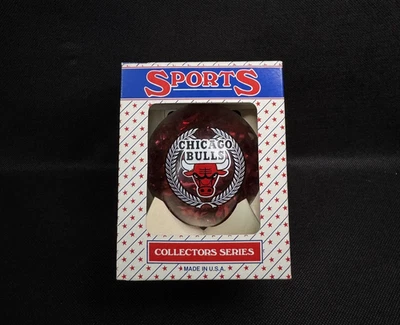 SPORTS
CHICAGO
BULLS
COLLECTORS SERIES
MADE IN U.S.A.